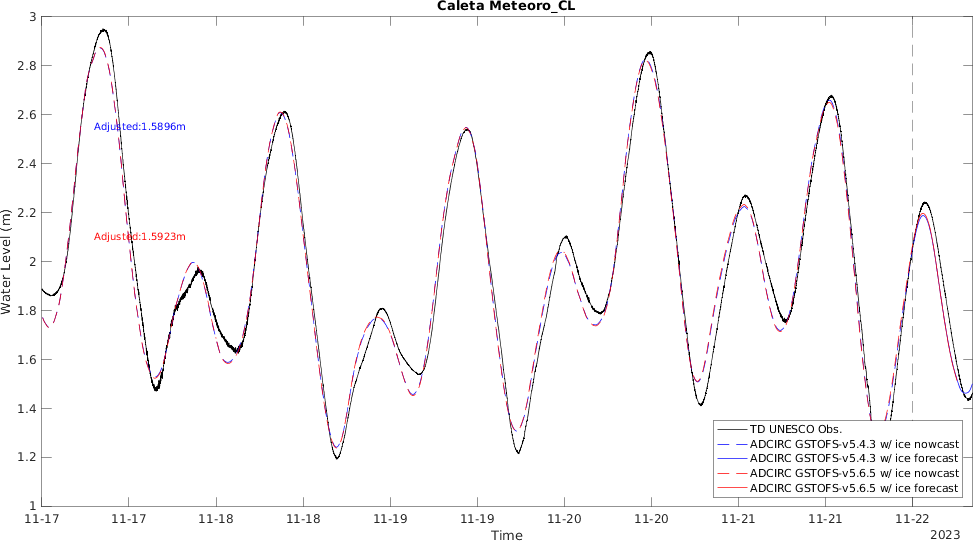 Caleta Meteoro_CL
Water Level (m)
3
2.8
2.6
2.4
2.2
2
1.8
1.6
1.4
1.2
1
Adjusted:1.5896m
Adjusted:1.5923m
TD UNESCO Obs.
ADCIRC GSTOFS-v5.4.3 w/ ice nowcast
ADCIRC GSTOFS-v5.4.3 w/ ice forecast
ADCIRC GSTOFS-v5.6.5 w/ ice nowcast
ADCIRC GSTOFS-v5.6.5 w/ ice forecast
11-17 11-17 11-18 11-18 11-19 11-19 11-20 11-20 11-21 11-21 11-22
Time
2023